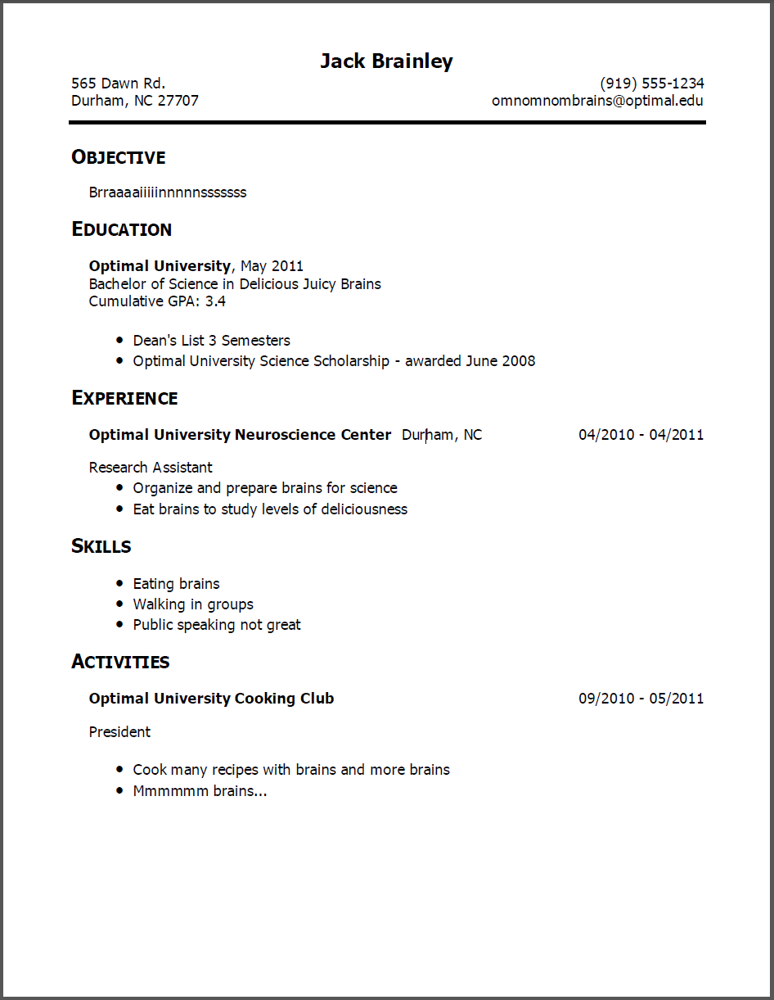 Jack Brainley
565 Dawn Rd. (919) 555-1234
Durham, NC 27707 omnomnombrains@optimal.edu
OBJECTIVE
Brraaaaiiiiinnnnnsssssss
EDUCATION
Optimal University, May 2011
Bachelor of Science in Delicious Juicy Brains
Cumulative GPA: 3.4
• Dean's List 3 Semesters
• Optimal University Science Scholarship - awarded June 2008
EXPERIENCE
Optimal University Neuroscience Center Durham, NC 04/2010 - 04/2011
Research Assistant
• Organize and prepare brains for science
• Eat brains to study levels of deliciousness
SKILLS
• Eating brains
• Walking in groups
• Public speaking not great
ACTIVITIES
Optimal University Cooking Club 09/2010 - 05/2011
President
• Cook many recipes with brains and more brains
• Mmmmmm brains...